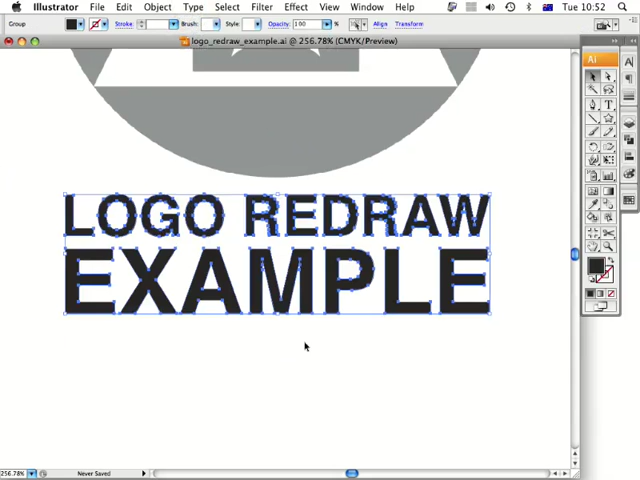 Illustrator File Edit Object Type Select Filter Effect View Window Help Tue 10:52
Group Stroke: Brush: Style: Opacity: 100 % Align Transform
logo_redraw_example.ai @ 256.78% (CMYK/Preview)
Ai
LOGO REDRAW
EXAMPLE
256.78% Never Saved